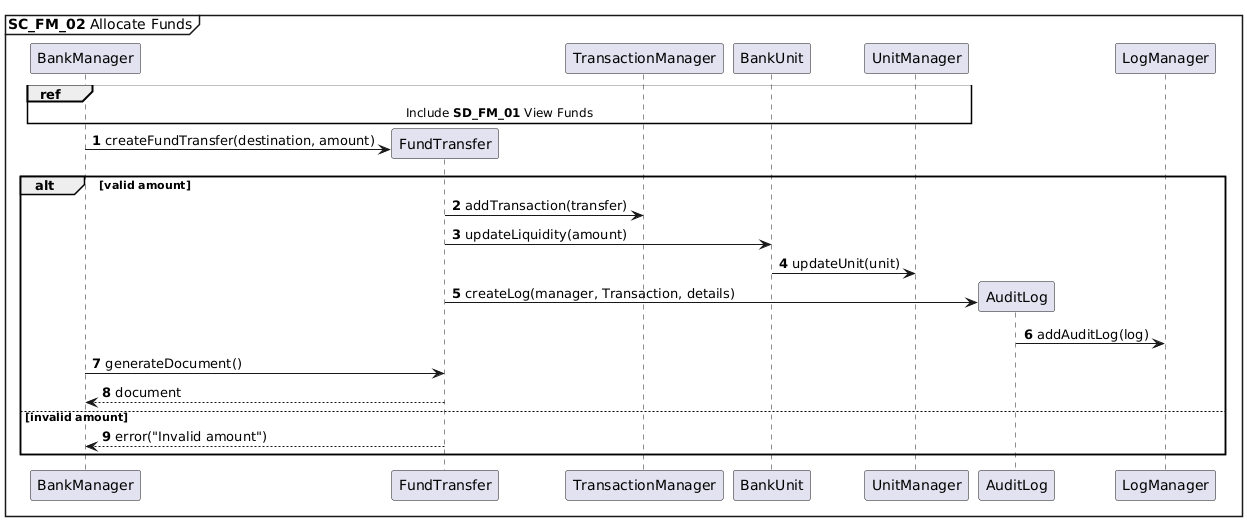 SC_FM_02 Allocate Funds
BankManager
TransactionManager
BankUnit
UnitManager
LogManager
ref
Include SD_FM_01 View Funds
1 createFundTransfer(destination, amount)
FundTransfer
alt
[valid amount]
2 addTransaction(transfer)
3 updateLiquidity(amount)
4 updateUnit(unit)
5 createLog(manager, Transaction, details)
AuditLog
6 addAuditLog(log)
7 generateDocument()
8 document
[invalid amount]
9 error("Invalid amount")
BankManager
FundTransfer
TransactionManager
BankUnit
UnitManager
AuditLog
LogManager